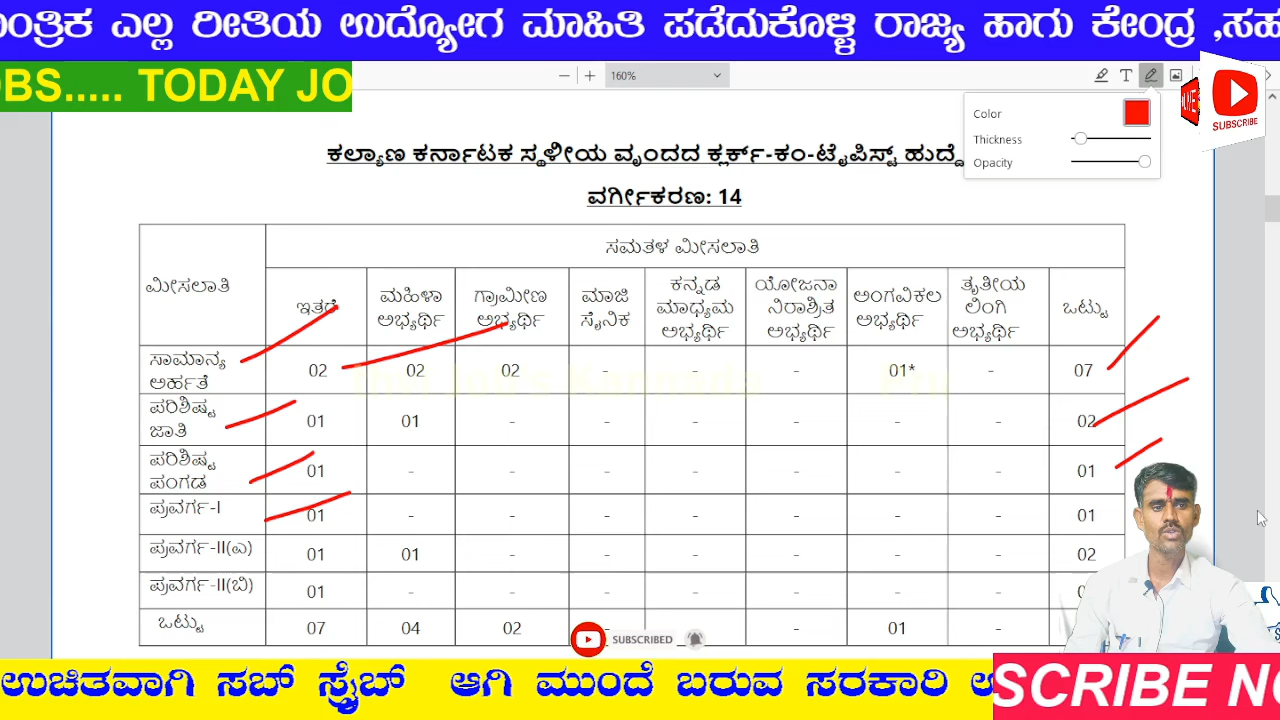 ಎಲ್ಲ ರೀತಿಯ ಉದ್ಯೋಗ ಮಾಹಿತಿ ಪಡೆದುಕೊಳ್ಳಿ ರಾಜ್ಯ ಹಾಗು ಕೇಂದ್ರ ,ಸಹ
OBS..... TODAY JO
160%
Color
Thickness
Opacity
LIVE
SUBSCRIBE
ಕಲ್ಯಾಣ ಕರ್ನಾಟಕ ಸ್ಥಳೀಯ ವೃಂದದ ಕ್ಲರ್ಕ್-ಕಂ-ಟೈಪಿಸ್ಟ್ ಹುದ್ದೆ
ವರ್ಗೀಕರಣ: 14
ಮೀಸಲಾತಿ ಸಮತಳ ಮೀಸಲಾತಿ
ಇತರೆ ಮಹಿಳಾ ಅಭ್ಯರ್ಥಿ ಗ್ರಾಮೀಣ ಅಭ್ಯರ್ಥಿ ಮಾಜಿ ಸೈನಿಕ ಕನ್ನಡ ಮಾಧ್ಯಮ ಅಭ್ಯರ್ಥಿ ಯೋಜನಾ ನಿರಾಶ್ರಿತ ಅಭ್ಯರ್ಥಿ ಅಂಗವಿಕಲ ಅಭ್ಯರ್ಥಿ ತೃತೀಯ ಲಿಂಗಿ ಅಭ್ಯರ್ಥಿ ಒಟ್ಟು
ಸಾಮಾನ್ಯ ಅರ್ಹತೆ 02 02 02 - - - 01* - 07
ಪರಿಶಿಷ್ಟ ಜಾತಿ 01 01 - - - - - - 02
ಪರಿಶಿಷ್ಟ ಪಂಗಡ 01 - - - - - - - 01
ಪ್ರವರ್ಗ-I 01 - - - - - - - 01
ಪ್ರವರ್ಗ-II(ಎ) 01 01 - - - - - - 02
ಪ್ರವರ್ಗ-II(ಬಿ) 01 - - - - - - -
ಒಟ್ಟು 07 04 02 - - 01 -
SUBSCRIBED
ಉಚಿತವಾಗಿ ಸಬ್ ಸ್ಕ್ರೈಬ್ ಆಗಿ ಮುಂದೆ ಬರುವ ಸರಕಾರಿ
SCRIBE NO